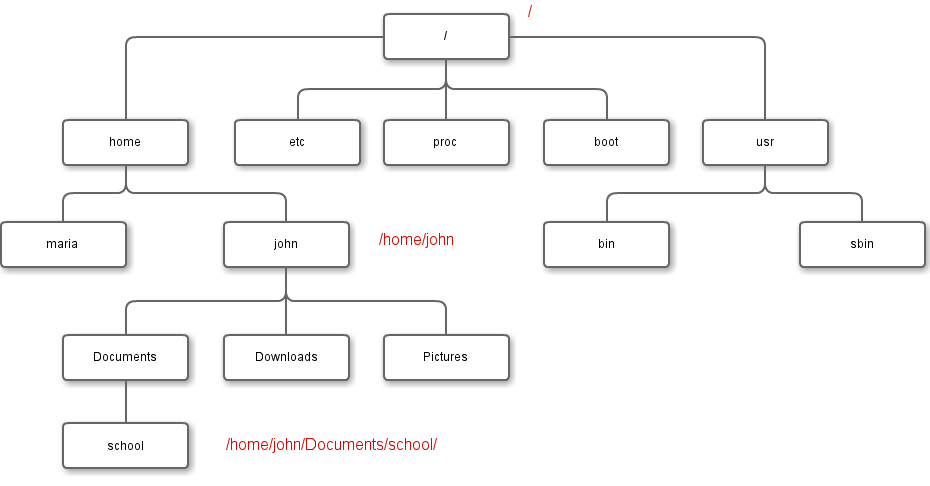 /
/
home
etc
proc
boot
usr
maria
john
/home/john
bin
sbin
Documents
Downloads
Pictures
school
/home/john/Documents/school/